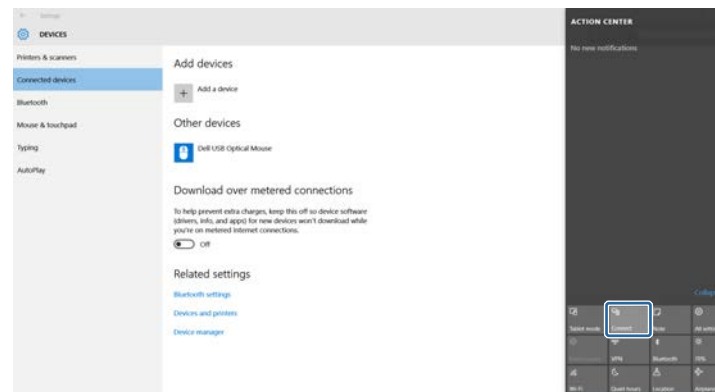 Settings
DEVICES
Printers & scanners
Connected devices
Bluetooth
Mouse & touchpad
Typing
AutoPlay
Add devices
Add a device
Other devices
Dell USB Optical Mouse
Download over metered connections
To help prevent extra charges, keep this off so device software
(drivers, info, and apps) for new devices won't download while
you're on metered Internet connections.
Off
Related settings
Bluetooth settings
Devices and printers
Device manager
ACTION CENTER
No new notifications
Tablet mode Connect Note All
VPN Bluetooth
Wi-Fi Quiet hours Location